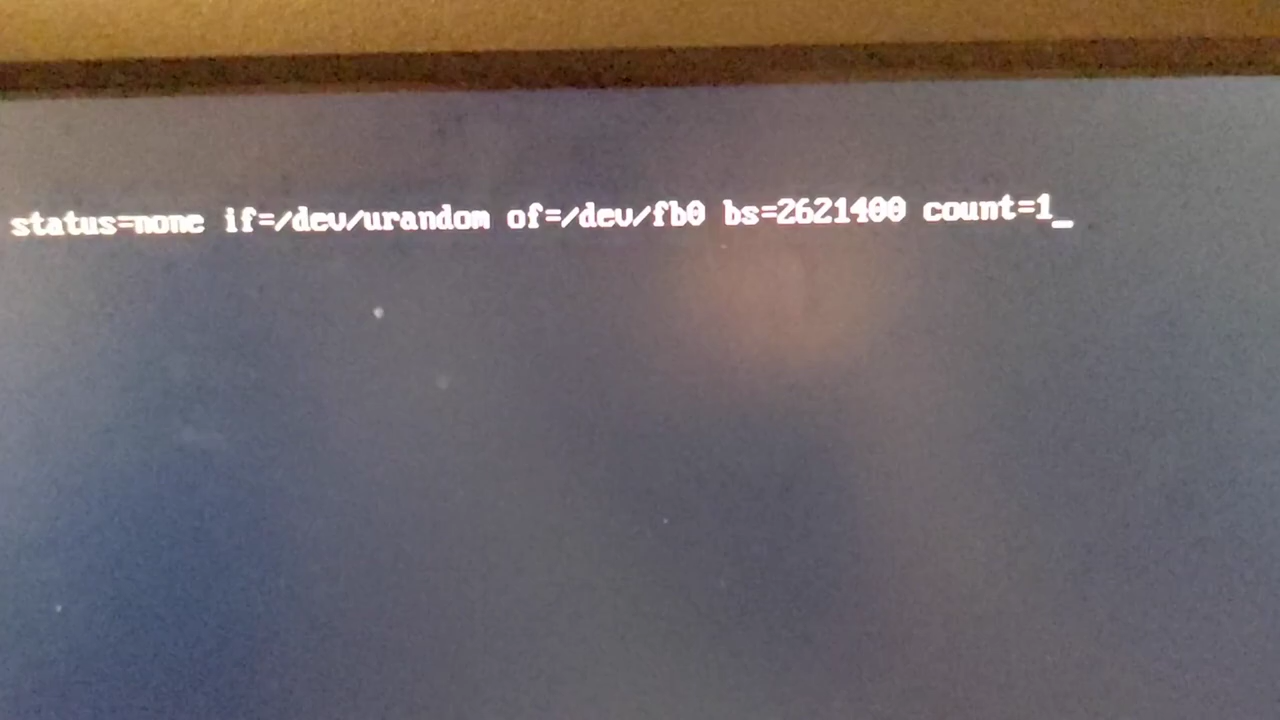 status=none if=/dev/urandom of=/dev/fb0 bs=2621400 count=1_